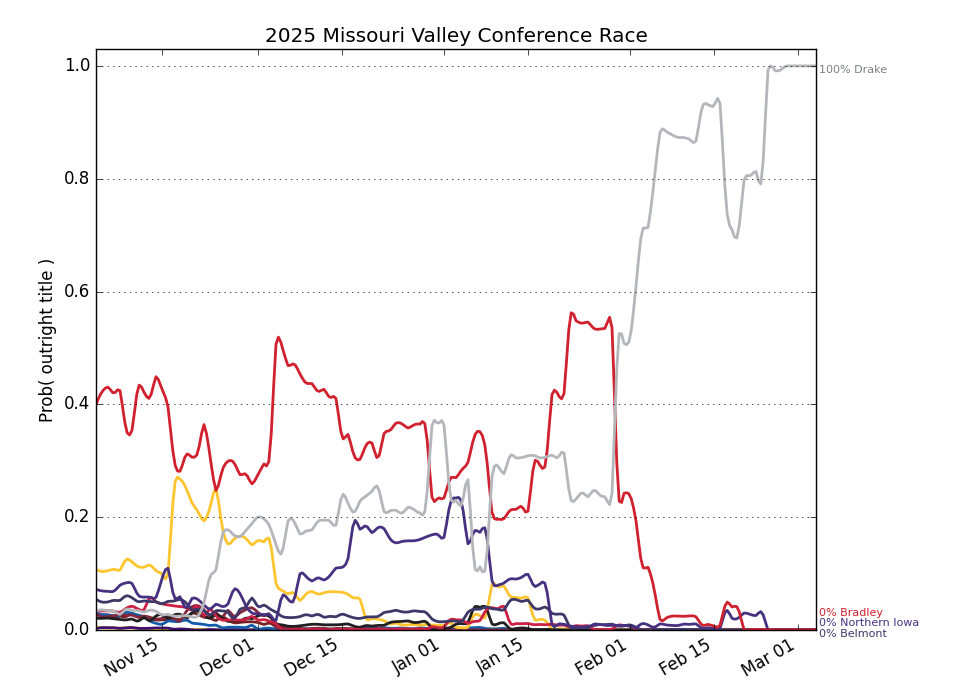 2025 Missouri Valley Conference Race
1.0
0.8
0.6
0.4
0.2
0.0
Prob( outright title )
100% Drake
0% Bradley
0% Northern Iowa
0% Belmont
Nov 15
Dec 01
Dec 15
Jan 01
Jan 15
Feb 01
Feb 15
Mar 01